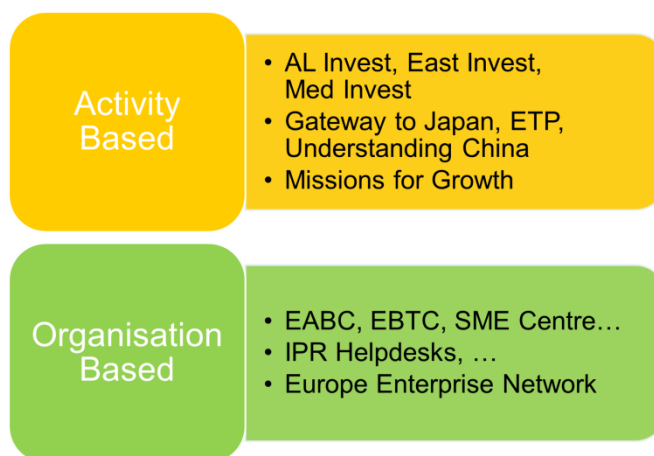 Activity
Based
• AL Invest, East Invest,
Med Invest
• Gateway to Japan, ETP,
Understanding China
• Missions for Growth
Organisation
Based
• EABC, EBTC, SME Centre…
• IPR Helpdesks, …
• Europe Enterprise Network